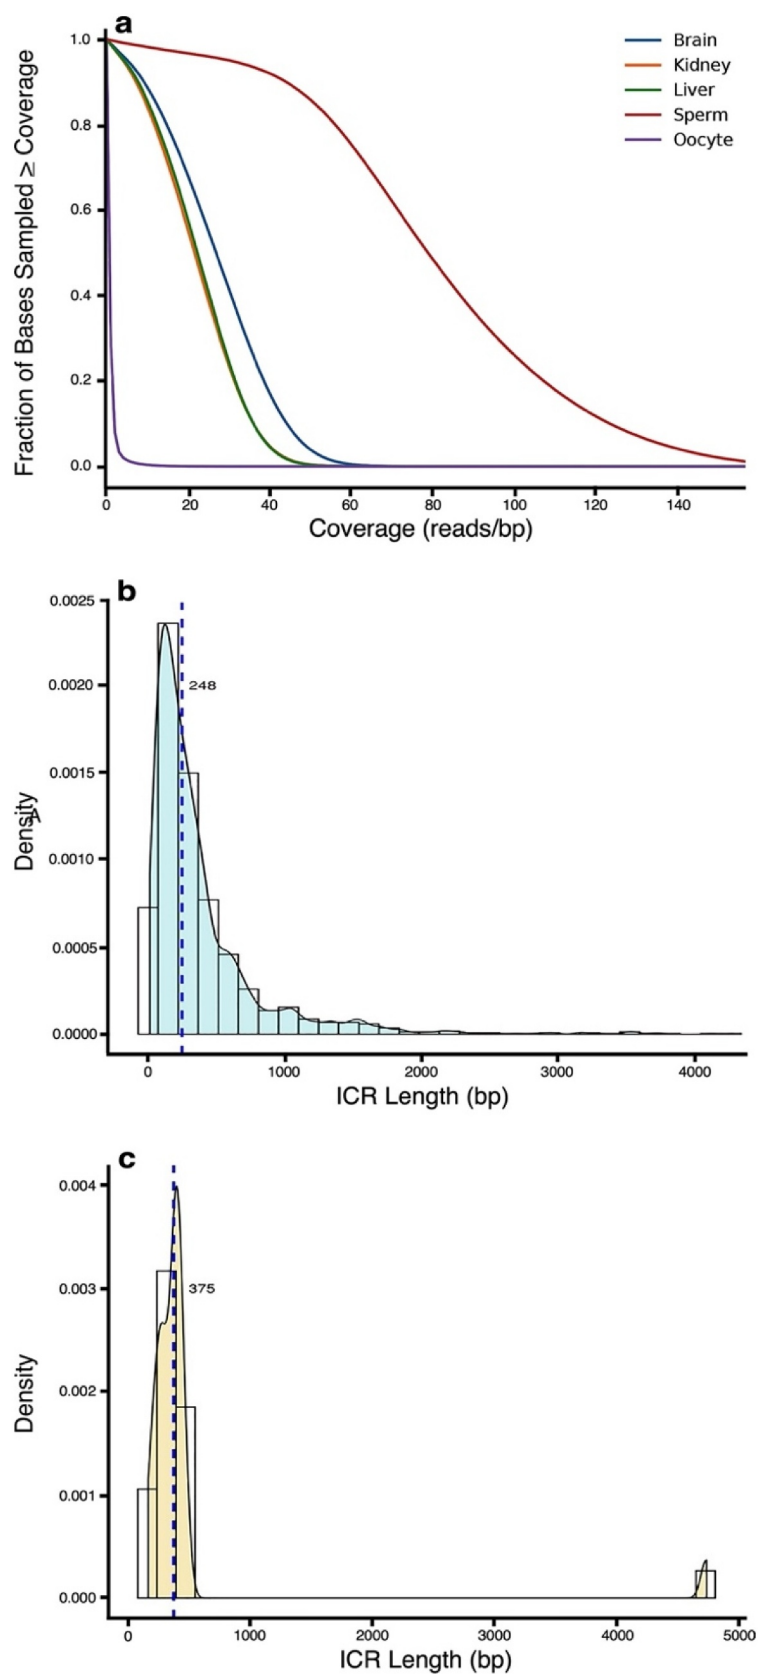 a
Fraction of Bases Sampled ≥ Coverage
1.0
0.8
0.6
0.4
0.2
0.0
0 20 40 60 80 100 120 140
Coverage (reads/bp)
Brain
Kidney
Liver
Sperm
Oocyte
b
Density
A
0.0025
0.0020
0.0015
0.0010
0.0005
0.0000
248
0 1000 2000 3000 4000
ICR Length (bp)
c
Density
0.004
0.003
0.002
0.001
0.000
375
0 1000 2000 3000 4000 5000
ICR Length (bp)